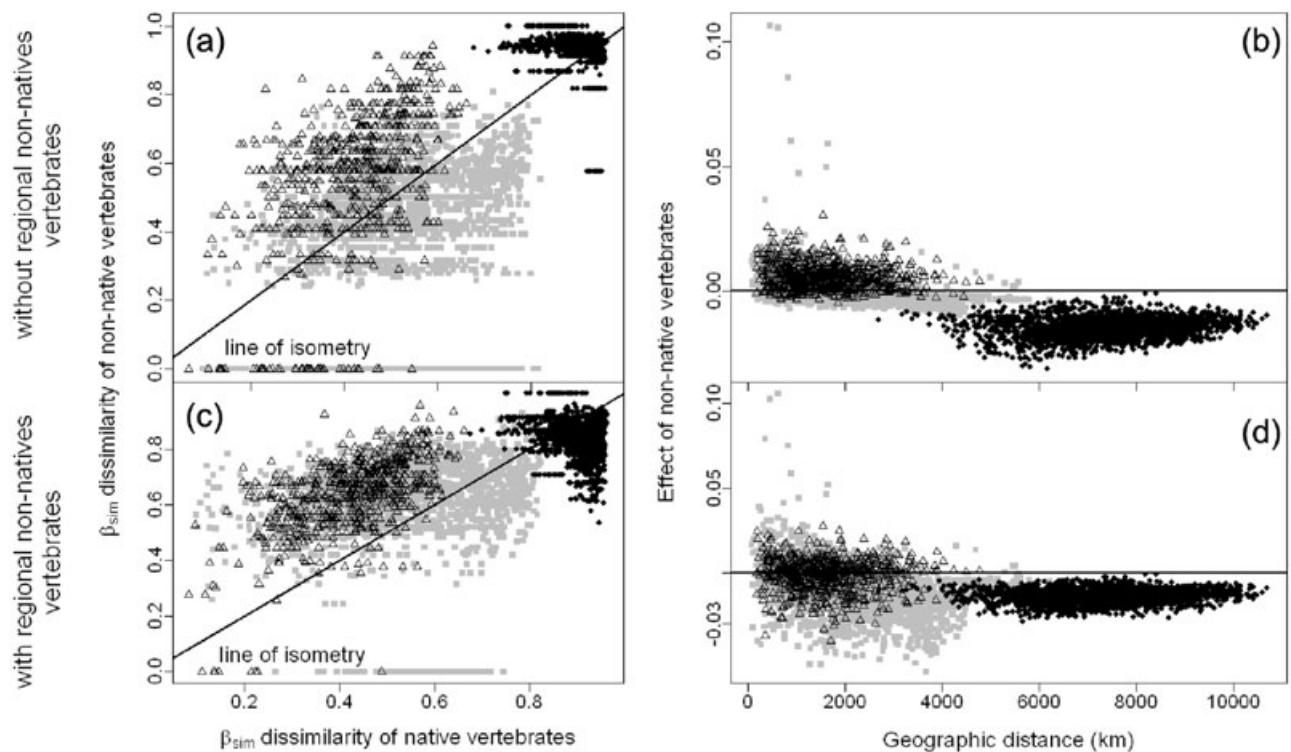 without regional non-natives
vertebrates
with regional non-natives
vertebrates
βsim dissimilarity of non-native vertebrates
(a)
1.0
0.8
0.6
0.4
0.2
0.0
line of isometry
(c)
0.8
0.6
0.4
0.2
0.0
line of isometry
0.2 0.4 0.6 0.8
βsim dissimilarity of native vertebrates
Effect of non-native vertebrates
(b)
0.10
0.05
0.00
(d)
0.10
0.05
-0.03
0 2000 4000 6000 8000 10000
Geographic distance (km)